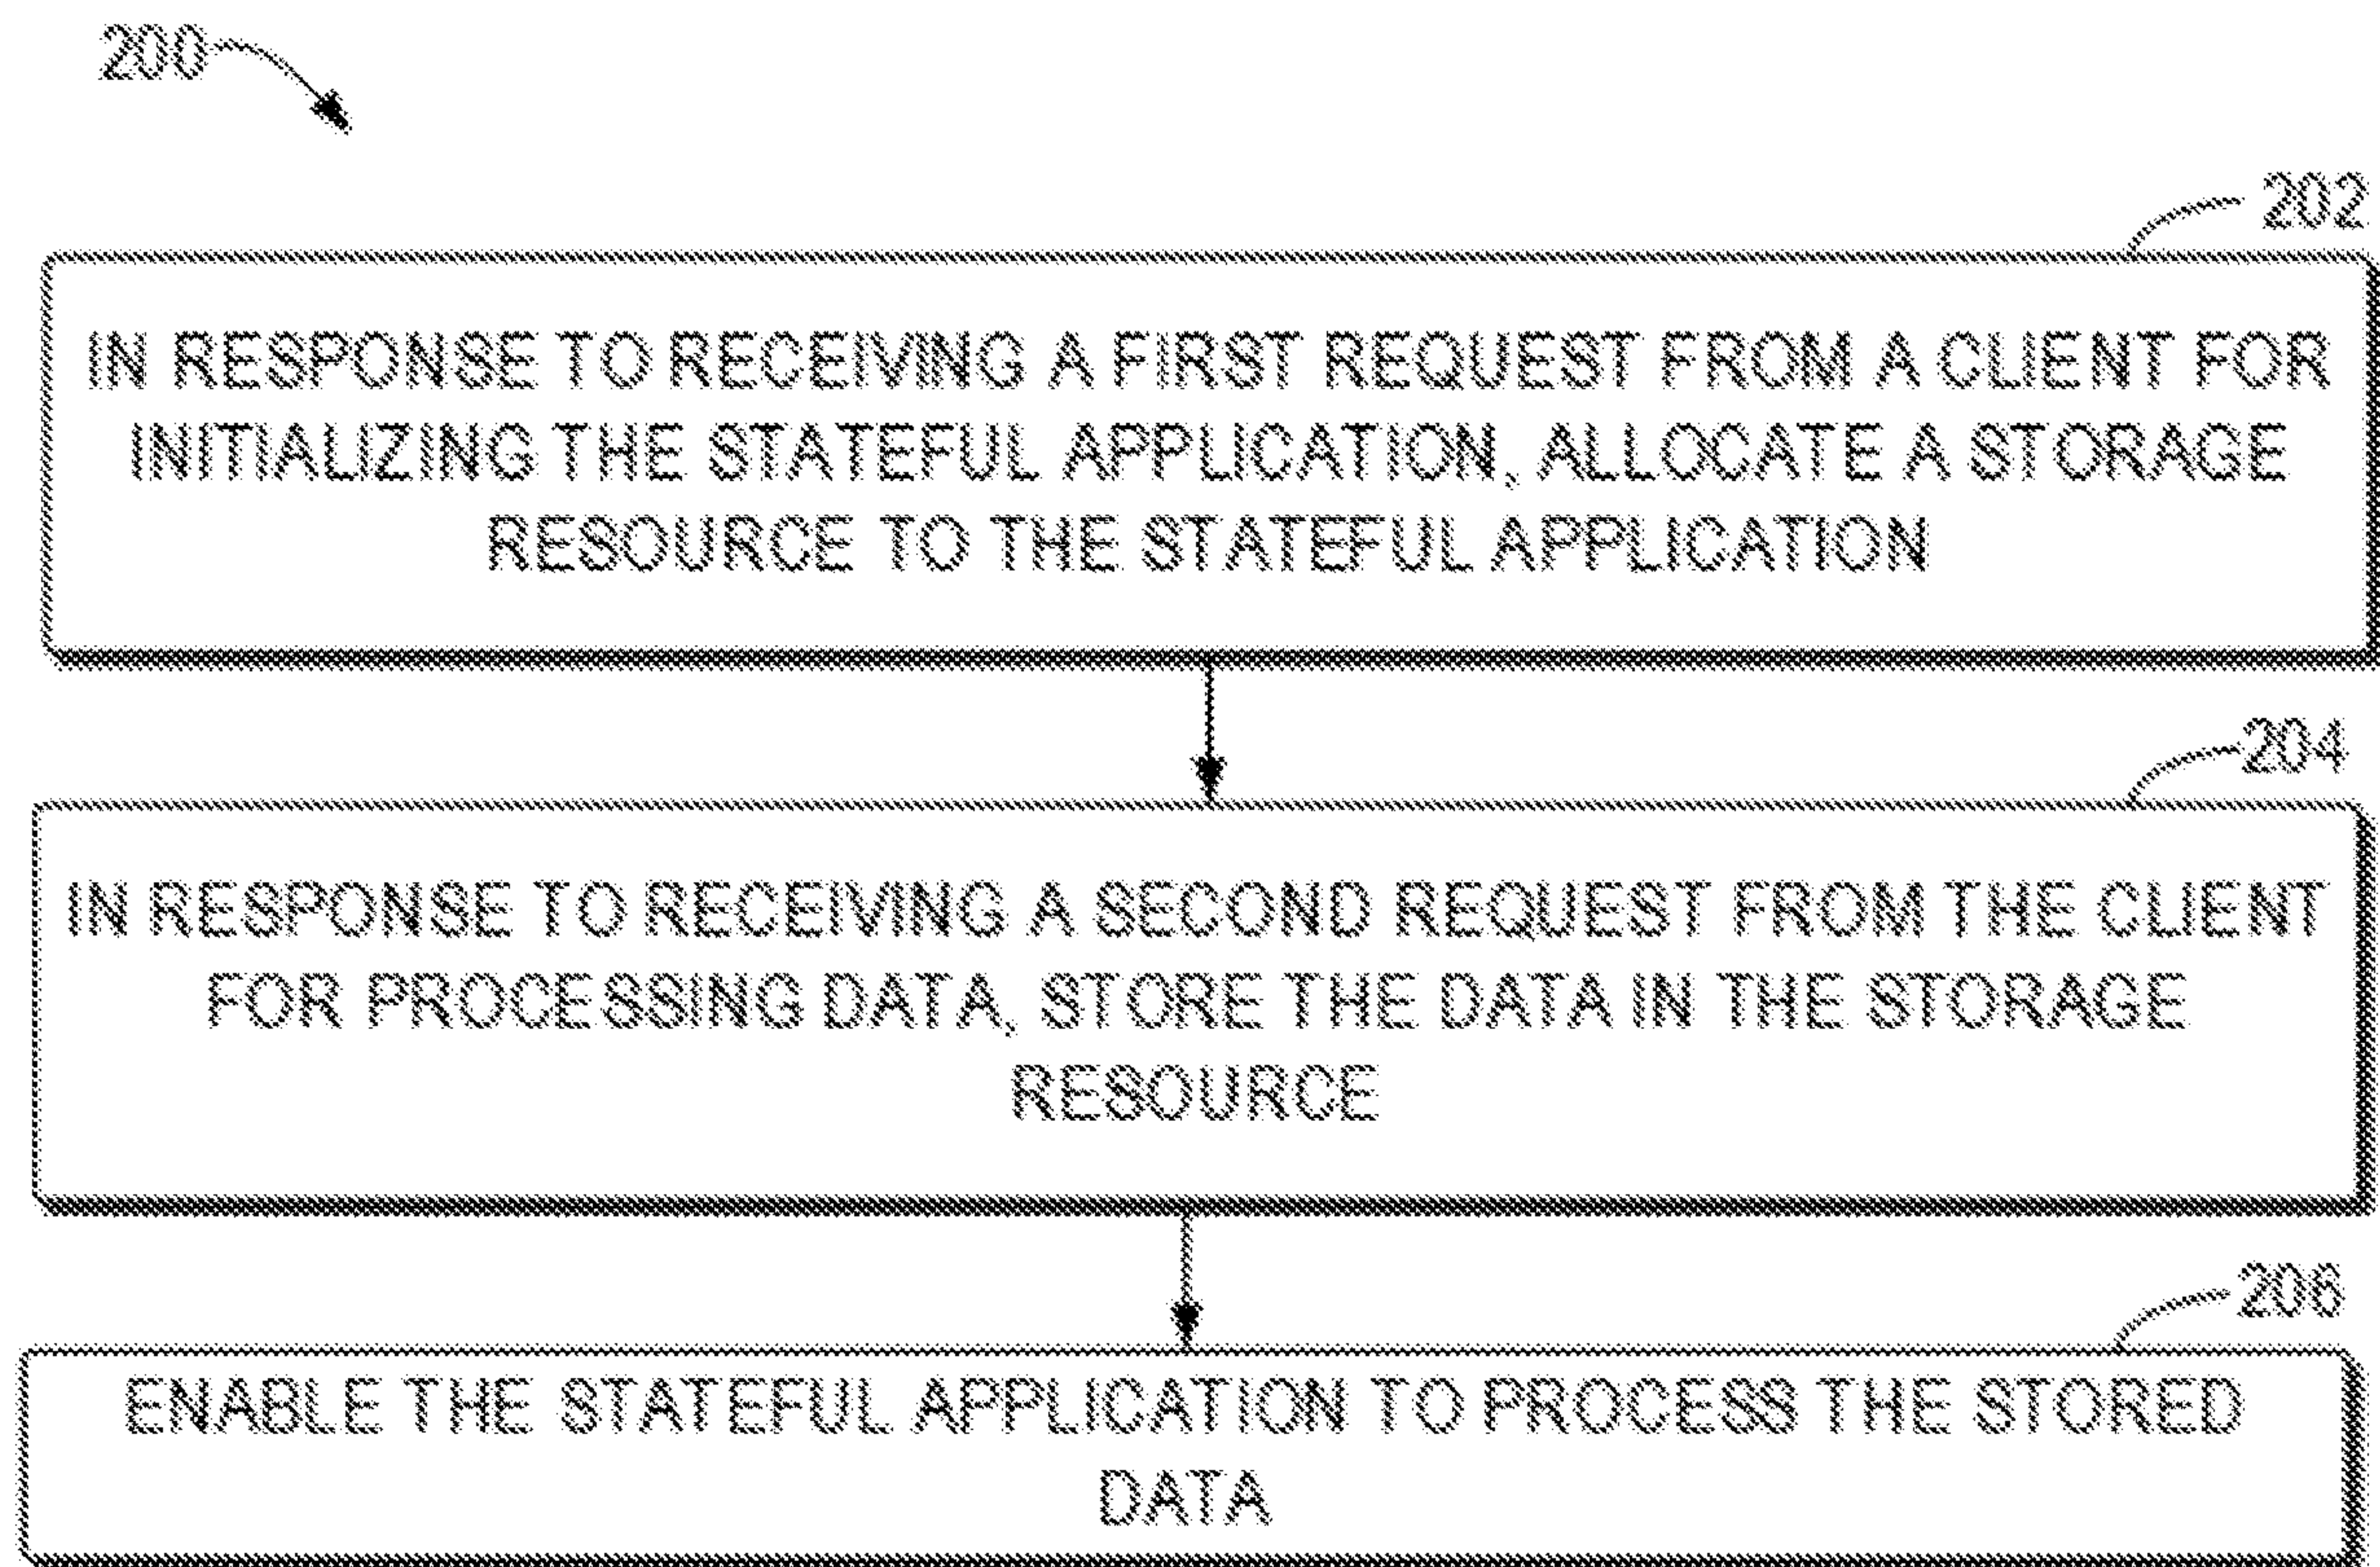 200
202
IN RESPONSE TO RECEIVING A FIRST REQUEST FROM A CLIENT FOR
INITIALIZING THE STATEFUL APPLICATION, ALLOCATE A STORAGE
RESOURCE TO THE STATEFUL APPLICATION
204
IN RESPONSE TO RECEIVING A SECOND REQUEST FROM THE CLIENT
FOR PROCESSING DATA, STORE THE DATA IN THE STORAGE
RESOURCE
206
ENABLE THE STATEFUL APPLICATION TO PROCESS THE STORED
DATA